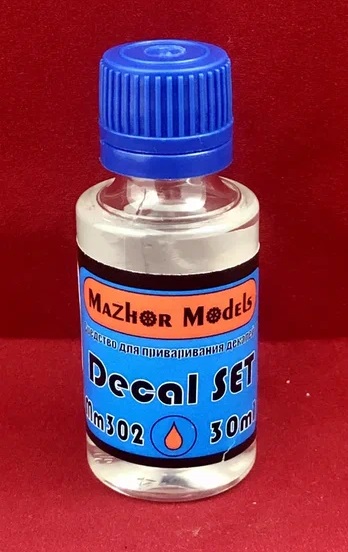 MaZhor Models
Средство для приваривания декалей
Decal SET
Mm302 30ml